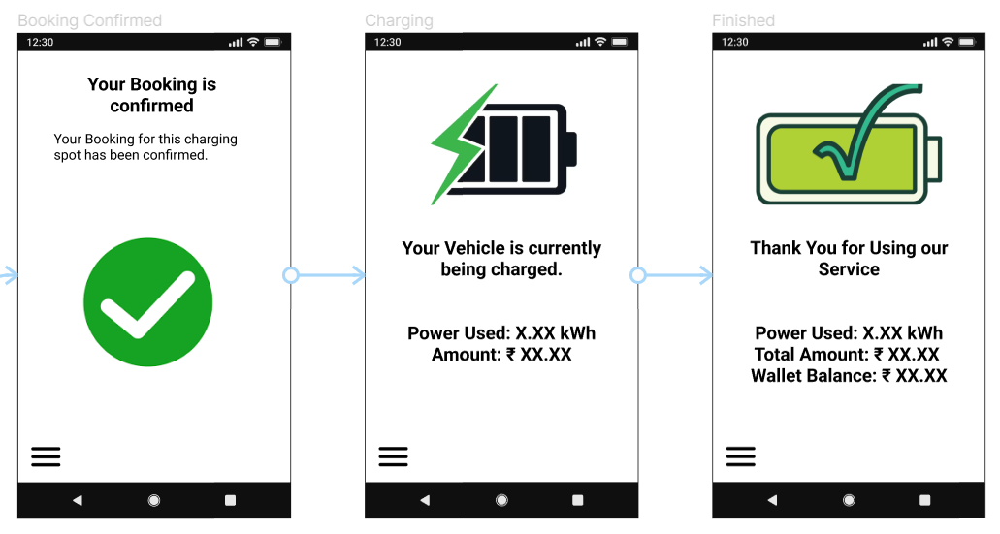 Booking Confirmed
12:30
Your Booking is
confirmed
Your Booking for this charging
spot has been confirmed.
Charging
12:30
Your Vehicle is currently
being charged.
Power Used: X.XX kWh
Amount: ₹ XX.XX
Finished
12:30
Thank You for Using our
Service
Power Used: X.XX kWh
Total Amount: ₹ XX.XX
Wallet Balance: ₹ XX.XX